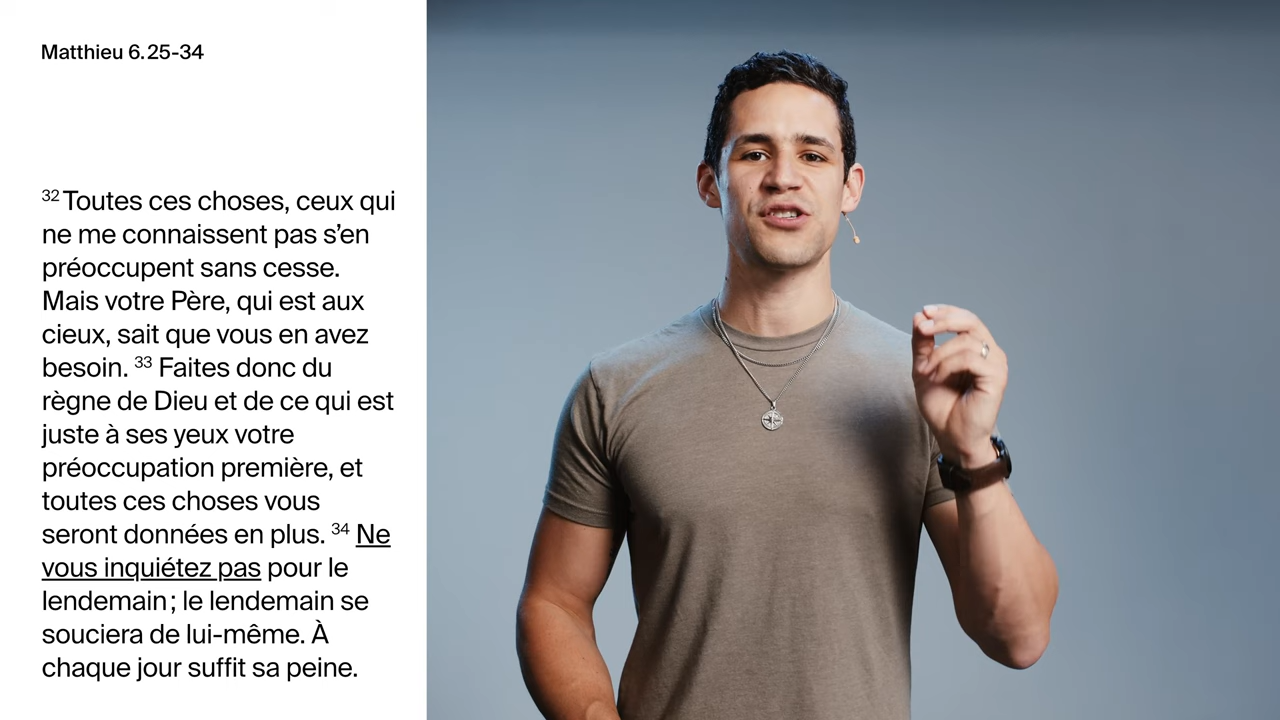 Matthieu 6.25-34
32 Toutes ces choses, ceux qui
ne me connaissent pas s’en
préoccupent sans cesse.
Mais votre Père, qui est aux
cieux, sait que vous en avez
besoin. 33 Faites donc du
règne de Dieu et de ce qui est
juste à ses yeux votre
préoccupation première, et
toutes ces choses vous
seront données en plus. 34 Ne
vous inquiétez pas pour le
lendemain ; le lendemain se
souciera de lui-même. À
chaque jour suffit sa peine.